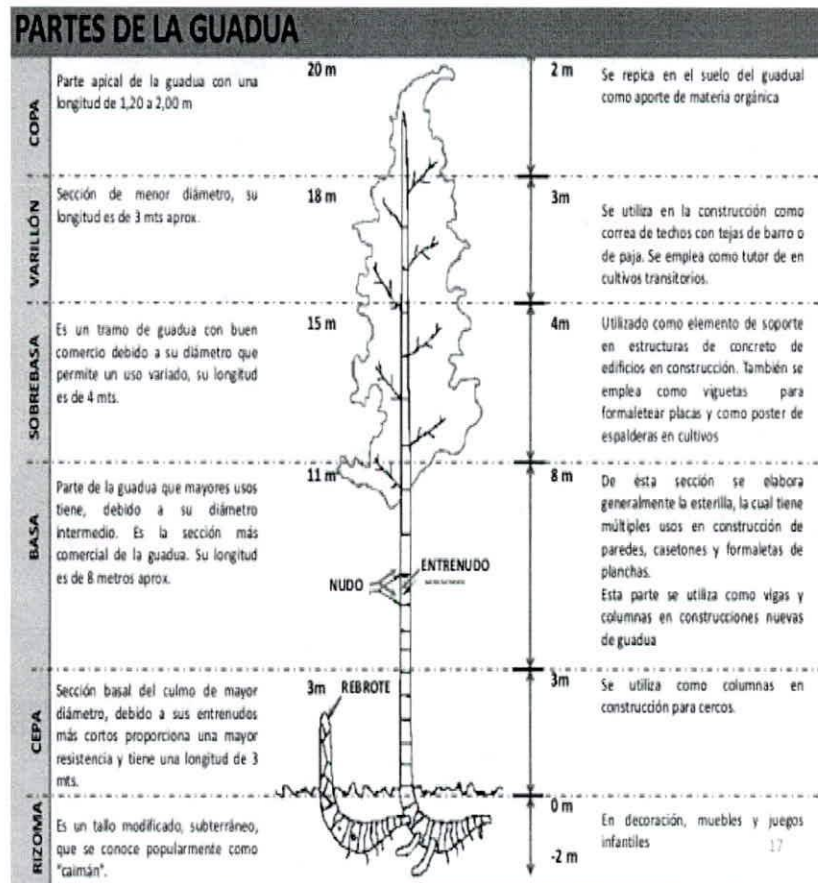 PARTES DE LA GUADUA
COPA
Parte apical de la guadua con una
longitud de 1,20 a 2,00 m
20 m
2 m
Se repica en el suelo del guadual
como aporte de materia orgánica
VARILLÓN
Sección de menor diámetro, su
longitud es de 3 mts aprox.
18 m
3m
Se utiliza en la construcción como
correa de techos con tejas de barro o
de paja. Se emplea como tutor de en
cultivos transitorios.
SOBREBASA
Es un tramo de guadua con buen
comercio debido a su diámetro que
permite un uso variado, su longitud
es de 4 mts.
15 m
4m
Utilizado como elemento de soporte
en estructuras de concreto de
edificios en construcción. También se
emplea como viguetas para
formaletear placas y como poster de
espalderas en cultivos
BASA
Parte de la guadua que mayores usos
tiene, debido a su diámetro
intermedio. Es la sección más
comercial de la guadua. Su longitud
es de 8 metros aprox.
11 m
NUDO
ENTRENUDO
8 m
De ésta sección se elabora
generalmente la esterilla, la cual tiene
múltiples usos en construcción de
paredes, casetones y formaletas de
planchas.
Esta parte se utiliza como vigas y
columnas en construcciones nuevas
de guadua
CEPA
Sección basal del culmo de mayor
diámetro, debido a sus entrenudos
más cortos proporciona una mayor
resistencia y tiene una longitud de 3
mts.
3m
REBROTE
3m
Se utiliza como columnas en
construcción para cercos.
RIZOMA
Es un tallo modificado, subterráneo,
que se conoce popularmente como
"caimán".
0 m
-2 m
En decoración, muebles y juegos
infantiles
17